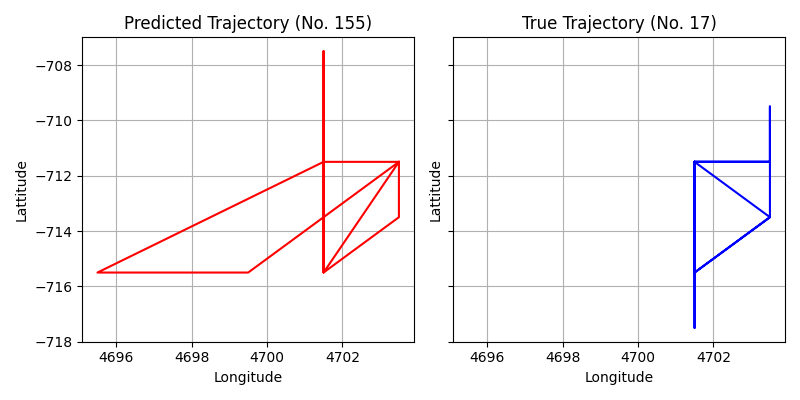 Predicted Trajectory (No. 155)
True Trajectory (No. 17)
−708
−710
−712
−714
−716
−718
Lattitude
Lattitude
4696
4698
4700
4702
4696
4698
4700
4702
Longitude
Longitude